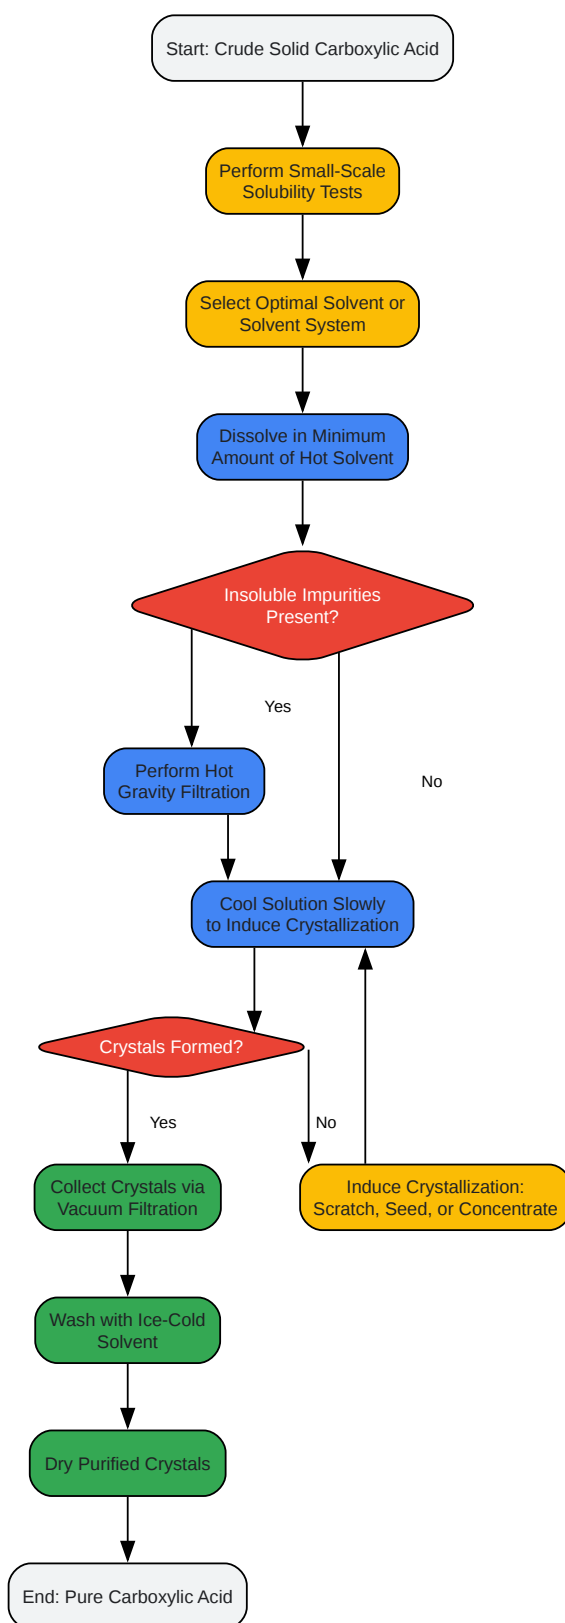 Start: Crude Solid Carboxylic Acid
Perform Small-Scale
Solubility Tests
Select Optimal Solvent or
Solvent System
Dissolve in Minimum
Amount of Hot Solvent
Insoluble Impurities
Present?
Yes
Perform Hot
Gravity Filtration
No
Cool Solution Slowly
to Induce Crystallization
Crystals Formed?
Yes
No
Collect Crystals via
Vacuum Filtration
Induce Crystallization:
Scratch, Seed, or Concentrate
Wash with Ice-Cold
Solvent
Dry Purified Crystals
End: Pure Carboxylic Acid